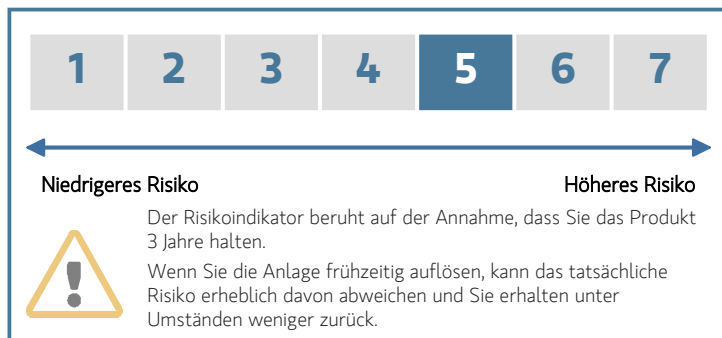 1 2 3 4 5 6 7
Niedrigeres Risiko Höheres Risiko
Der Risikoindikator beruht auf der Annahme, dass Sie das Produkt
3 Jahre halten.
Wenn Sie die Anlage frühzeitig auflösen, kann das tatsächliche
Risiko erheblich davon abweichen und Sie erhalten unter
Umständen weniger zurück.